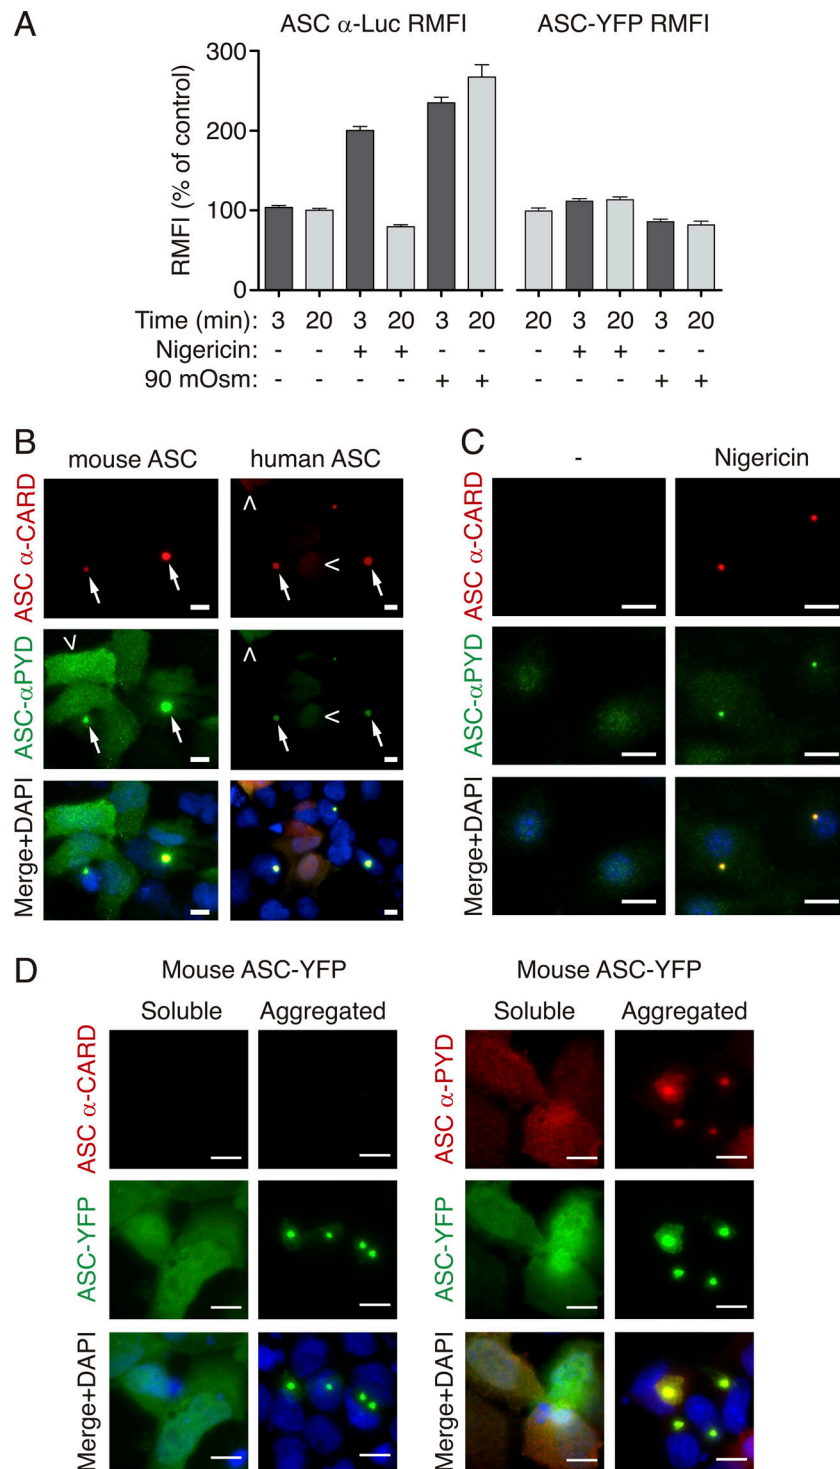 A
ASC α-Luc RMFI
ASC-YFP RMFI
RMFI (% of control)
300
200
100
0
Time (min): 3 20 3 20 3 20 20 3 20 3 20
Nigericin: - - + + - - - + + - -
90 mOsm: - - - - + + - - - + +
B
mouse ASC
human ASC
ASC α-CARD
ASC-αPYD
Merge+DAPI
C
-
Nigericin
ASC α-CARD
ASC-αPYD
Merge+DAPI
D
Mouse ASC-YFP
Soluble
Aggregated
ASC α-CARD
ASC-YFP
Merge+DAPI
Mouse ASC-YFP
Soluble
Aggregated
ASC α-PYD
ASC-YFP
Merge+DAPI